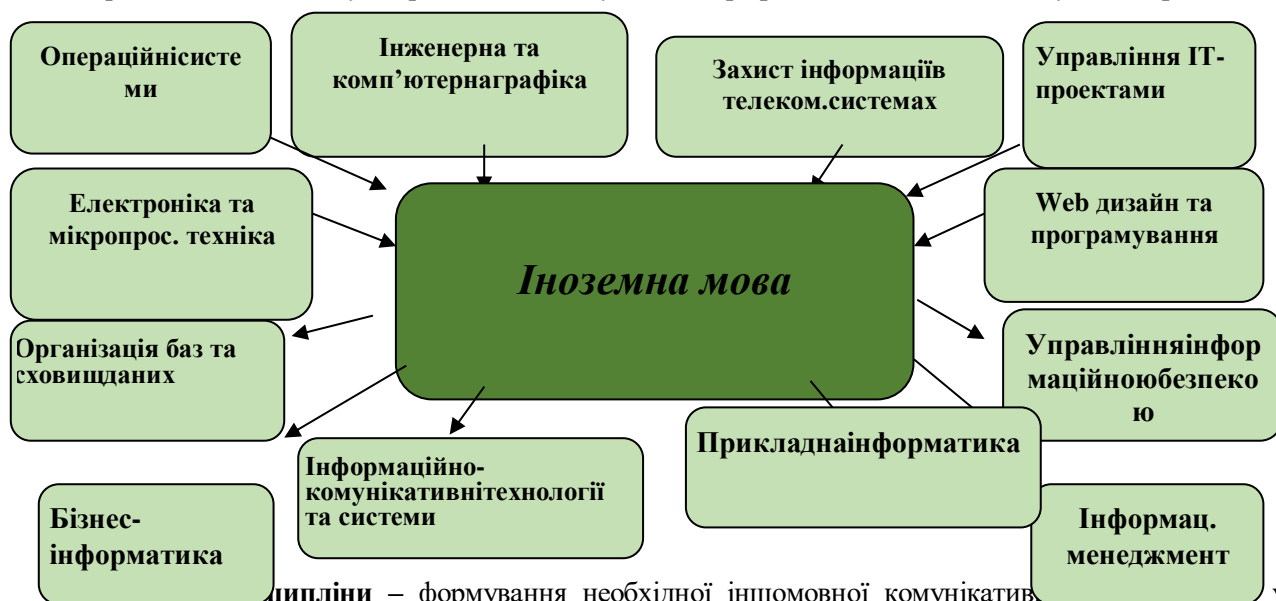 Операційнісисте
ми
Інженерна та
комп’ютернаграфіка
Захист інформаціїв
телеком.системах
Управління ІТ-
проектами
Електроніка та
мікропрос. техніка
Web дизайн та
програмування
Іноземна мова
Організація баз та
сховищданих
Управлінняінфор
маційноюбезпеко
ю
Прикладнаінформатика
Інформаційно-
комунікативнітехнології
та системи
Бізнес-
інформатика
Інформац.
менеджмент
– формування необхідної іншомовної